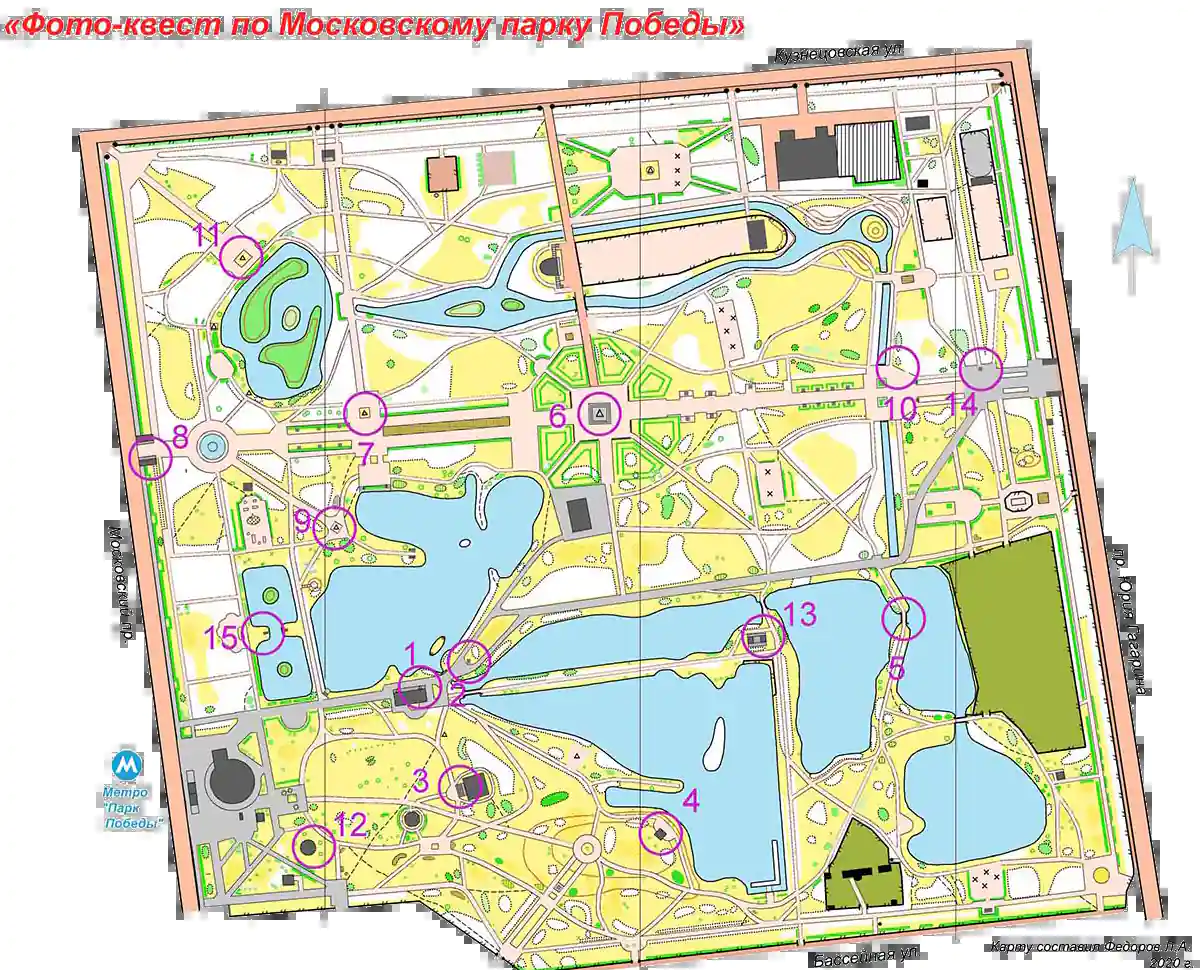 «Фото-квест по Московскому парку Победы»
Кузнецовская ул
11
8
7
6
10
14
9
Московский пр.
пр. Юрия Гагарина
15
1
2
13
5
М
Метро
"Парк
Победы"
3
4
12
Бассейная ул
Карту составил Федоров П.А.
2020 г.